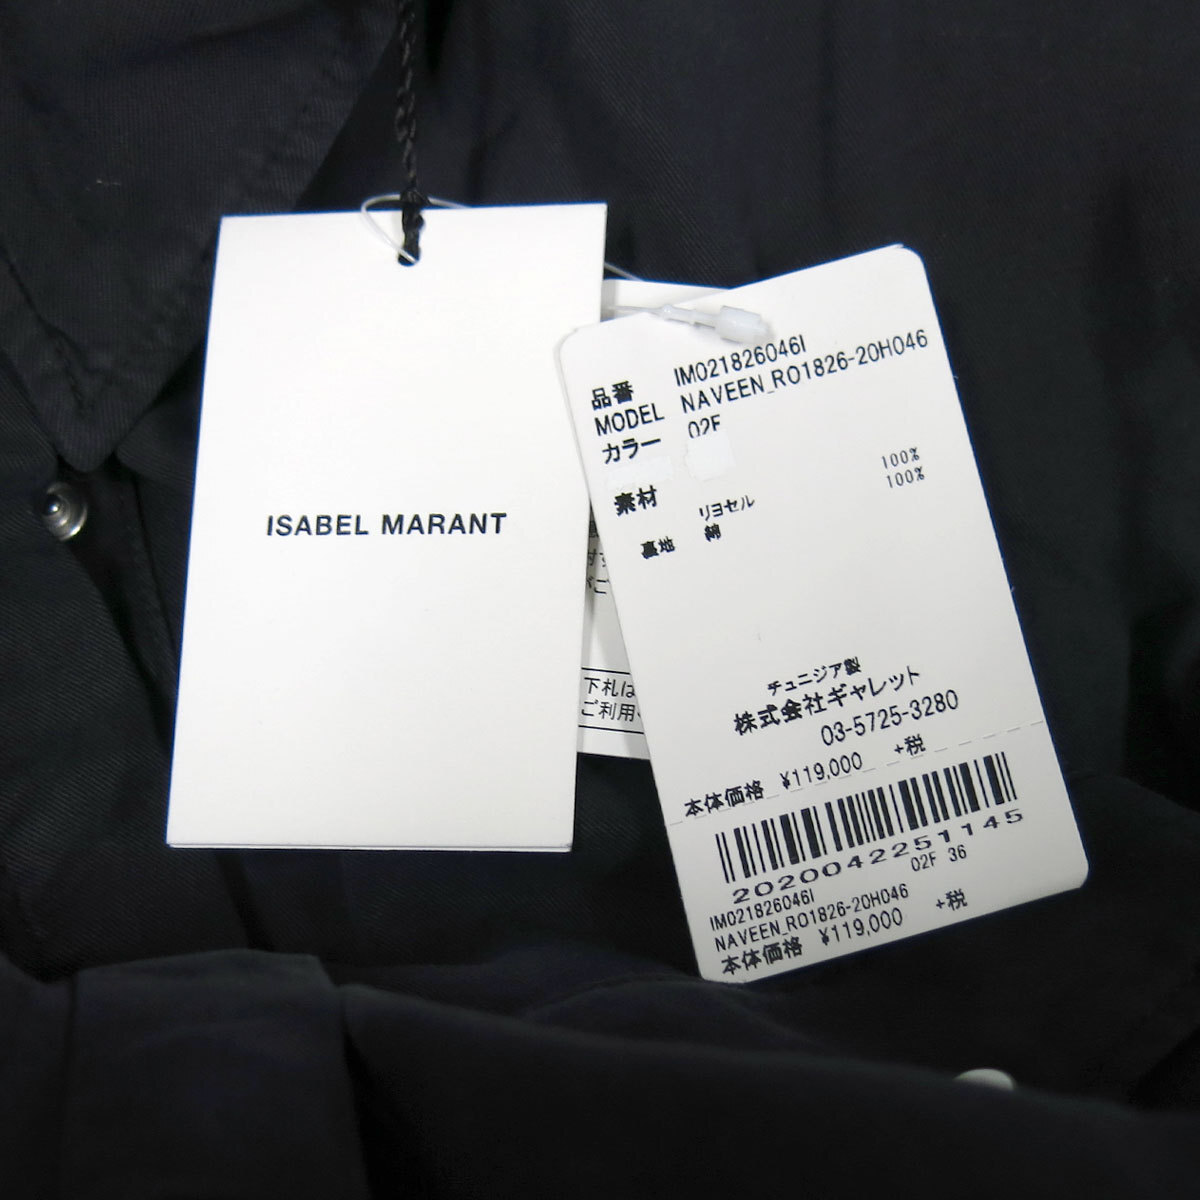 ISABEL MARANT
品番 IM021826046I
MODEL NAVEEN_RO1826-20H046
カラー 02F
素材
リヨセル 100%
裏地 綿 100%
チュニジア製
株式会社ギャレット
03-5725-3280
本体価格 ¥119,000 +税
2020042251145
02F 36
IM021826046I
NAVEEN_RO1826-20H046
本体価格 ¥119,000 +税
下札は
ご利用